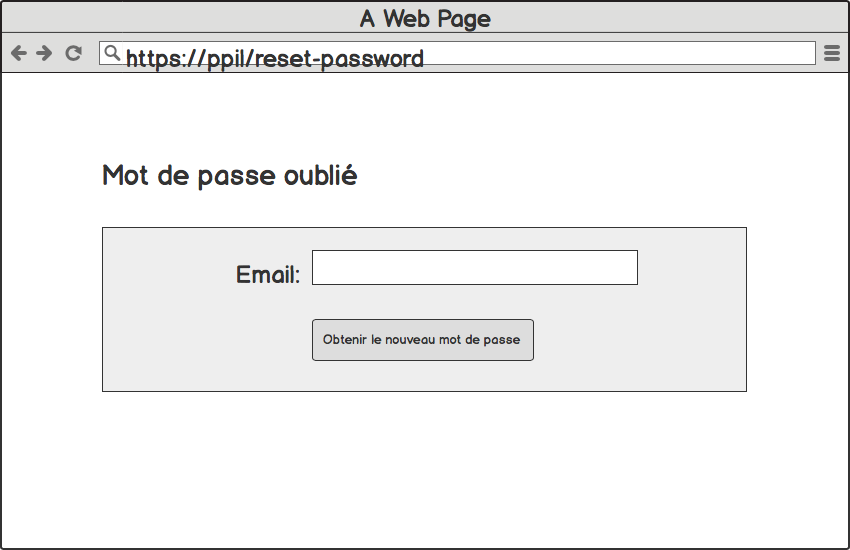 A Web Page
https://ppil/reset-password
Mot de passe oublié
Email:
Obtenir le nouveau mot de passe